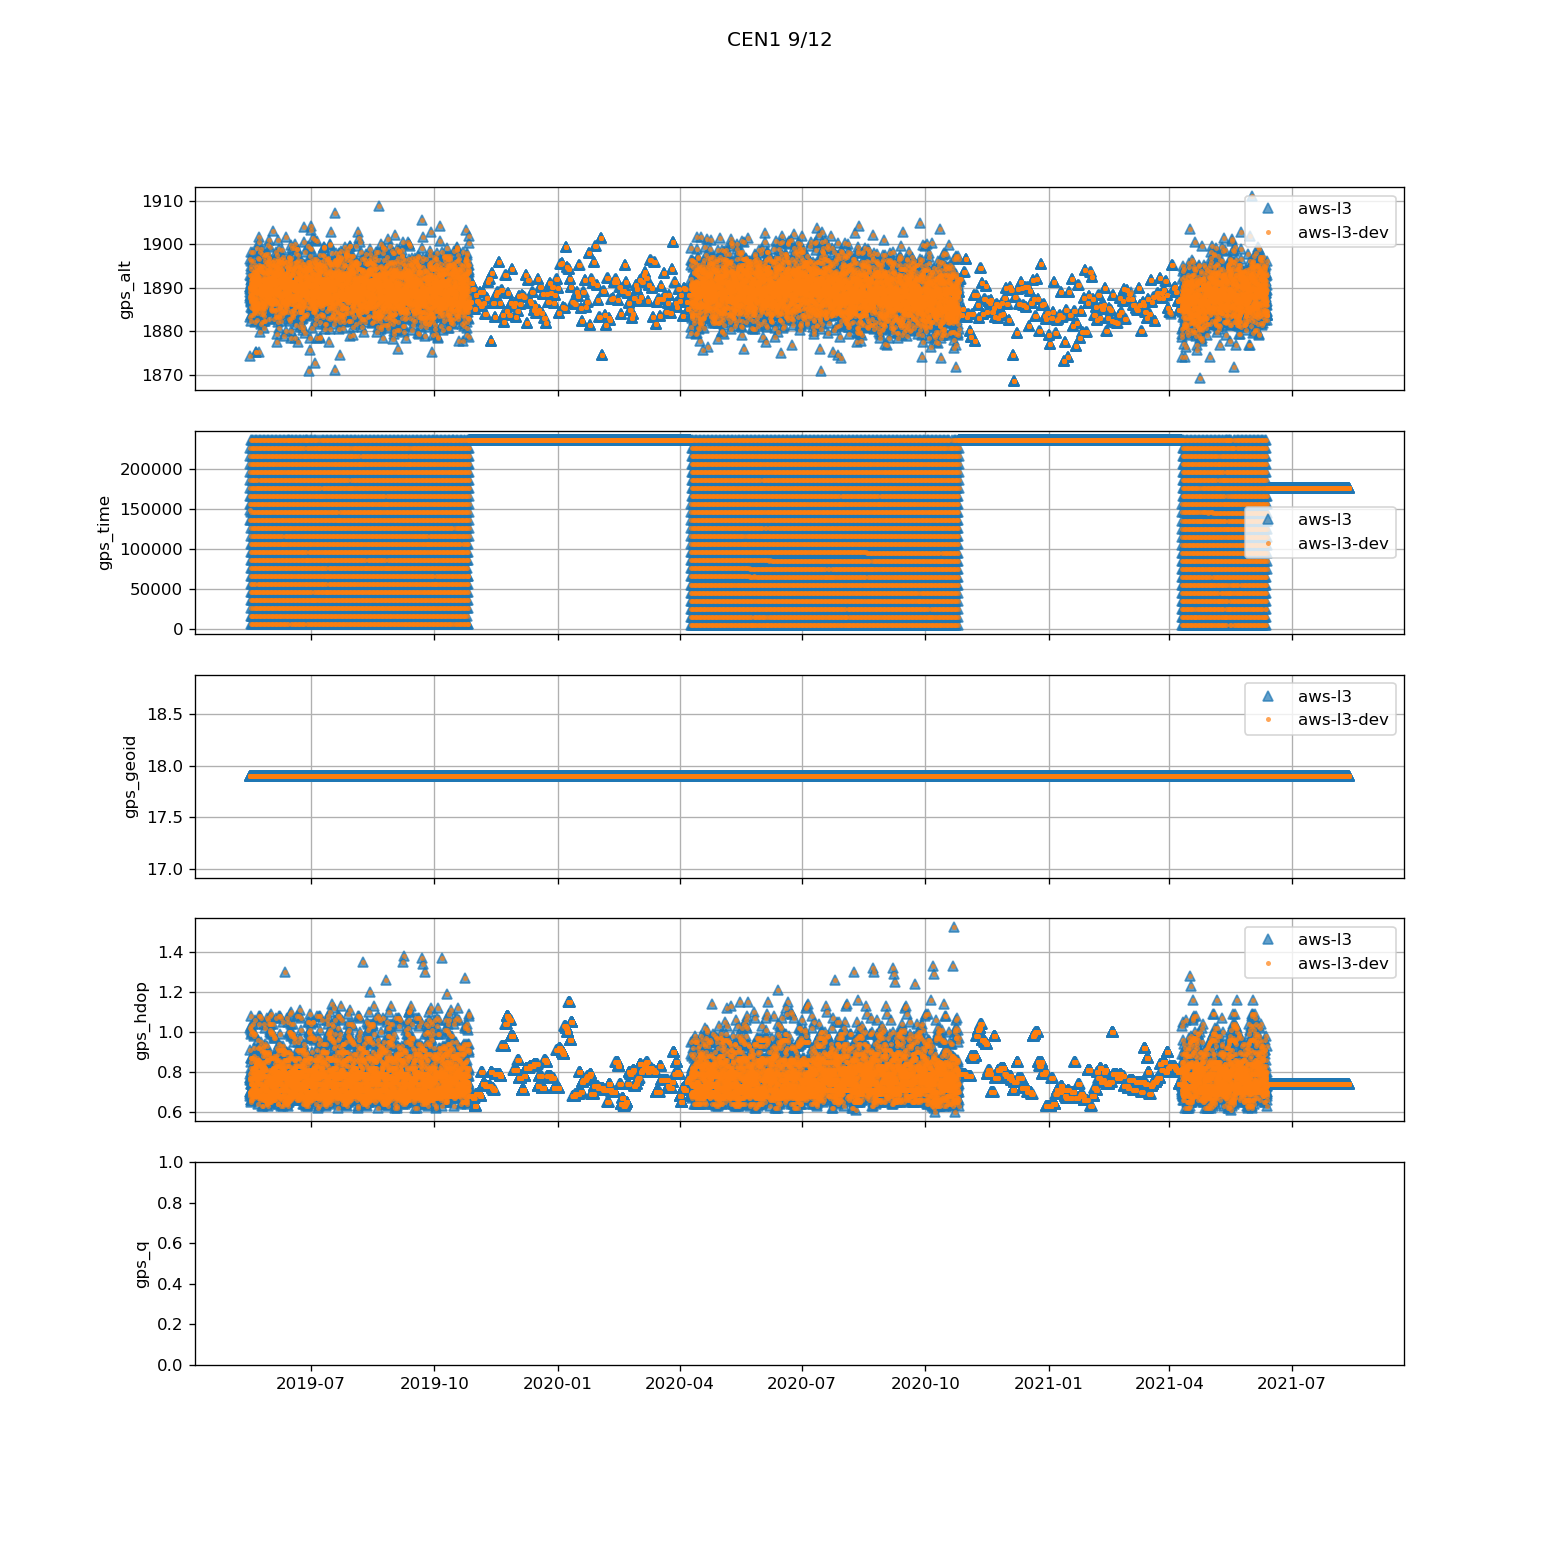 CEN1 9/12
1910
1900
1890
1880
1870
gps_alt
aws-l3
aws-l3-dev
200000
150000
100000
50000
0
gps_time
aws-l3
aws-l3-dev
18.5
18.0
17.5
17.0
gps_geoid
aws-l3
aws-l3-dev
1.4
1.2
1.0
0.8
0.6
gps_hdop
aws-l3
aws-l3-dev
1.0
0.8
0.6
0.4
0.2
0.0
gps_q
2019-07 2019-10 2020-01 2020-04 2020-07 2020-10 2021-01 2021-04 2021-07